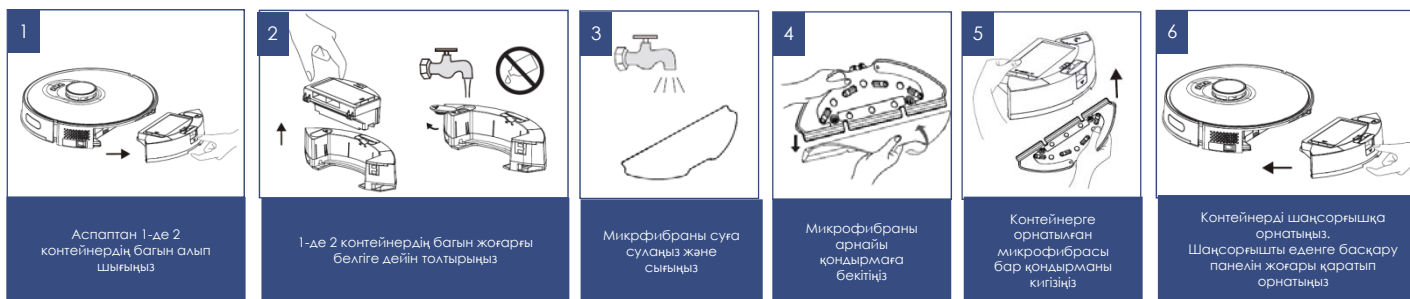 1
Аспаптан 1-де 2
контейнердің багын алып
шығыңыз
2
1-де 2 контейнердің багын жоғарғы
белгіге дейін толтырыңыз
3
Микрфибраны суға
сулаңыз және
сығыңыз
4
Микрофибраны
арнайы
қондырмаға
бекітіңіз
5
Контейнерге
орнатылған
микрофибрасы
бар қондырманы
кигізіңіз
6
Контейнерді шаңсорғышқа
орнатыңыз.
Шаңсорғышты еденге басқару
панелін жоғары қаратып
орнатыңыз